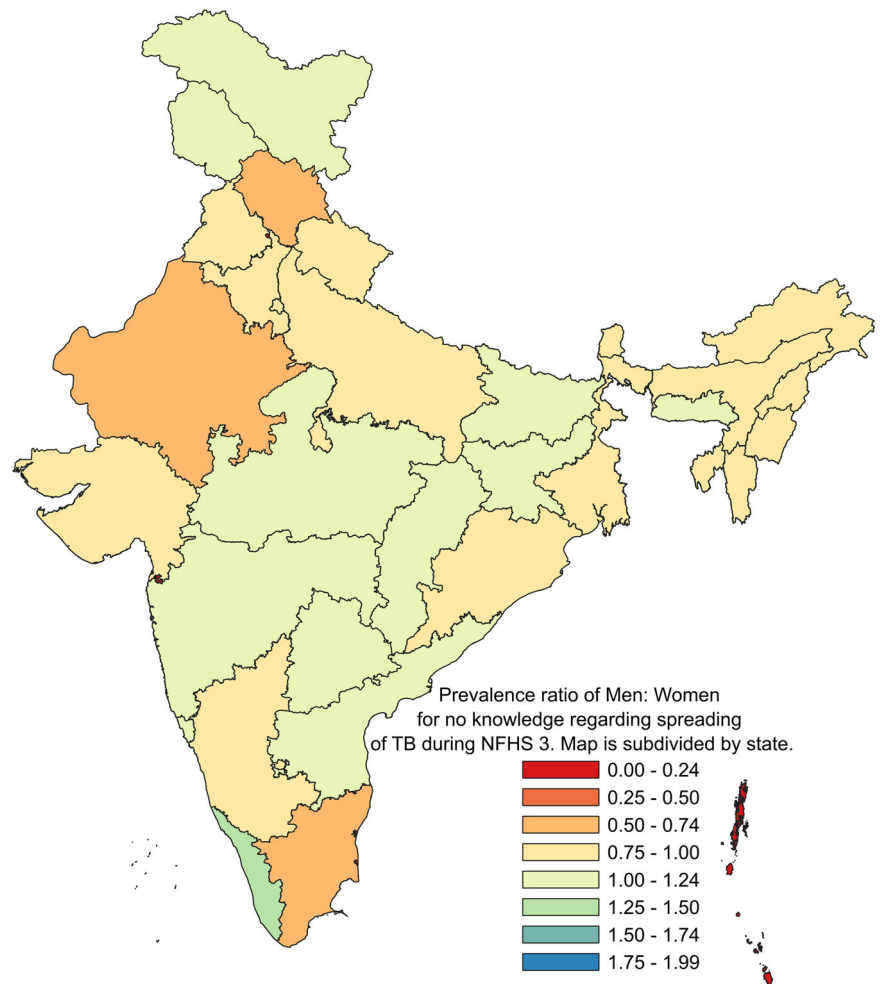 Prevalence ratio of Men: Women
for no knowledge regarding spreading
of TB during NFHS 3. Map is subdivided by state.
0.00 - 0.24
0.25 - 0.50
0.50 - 0.74
0.75 - 1.00
1.00 - 1.24
1.25 - 1.50
1.50 - 1.74
1.75 - 1.99